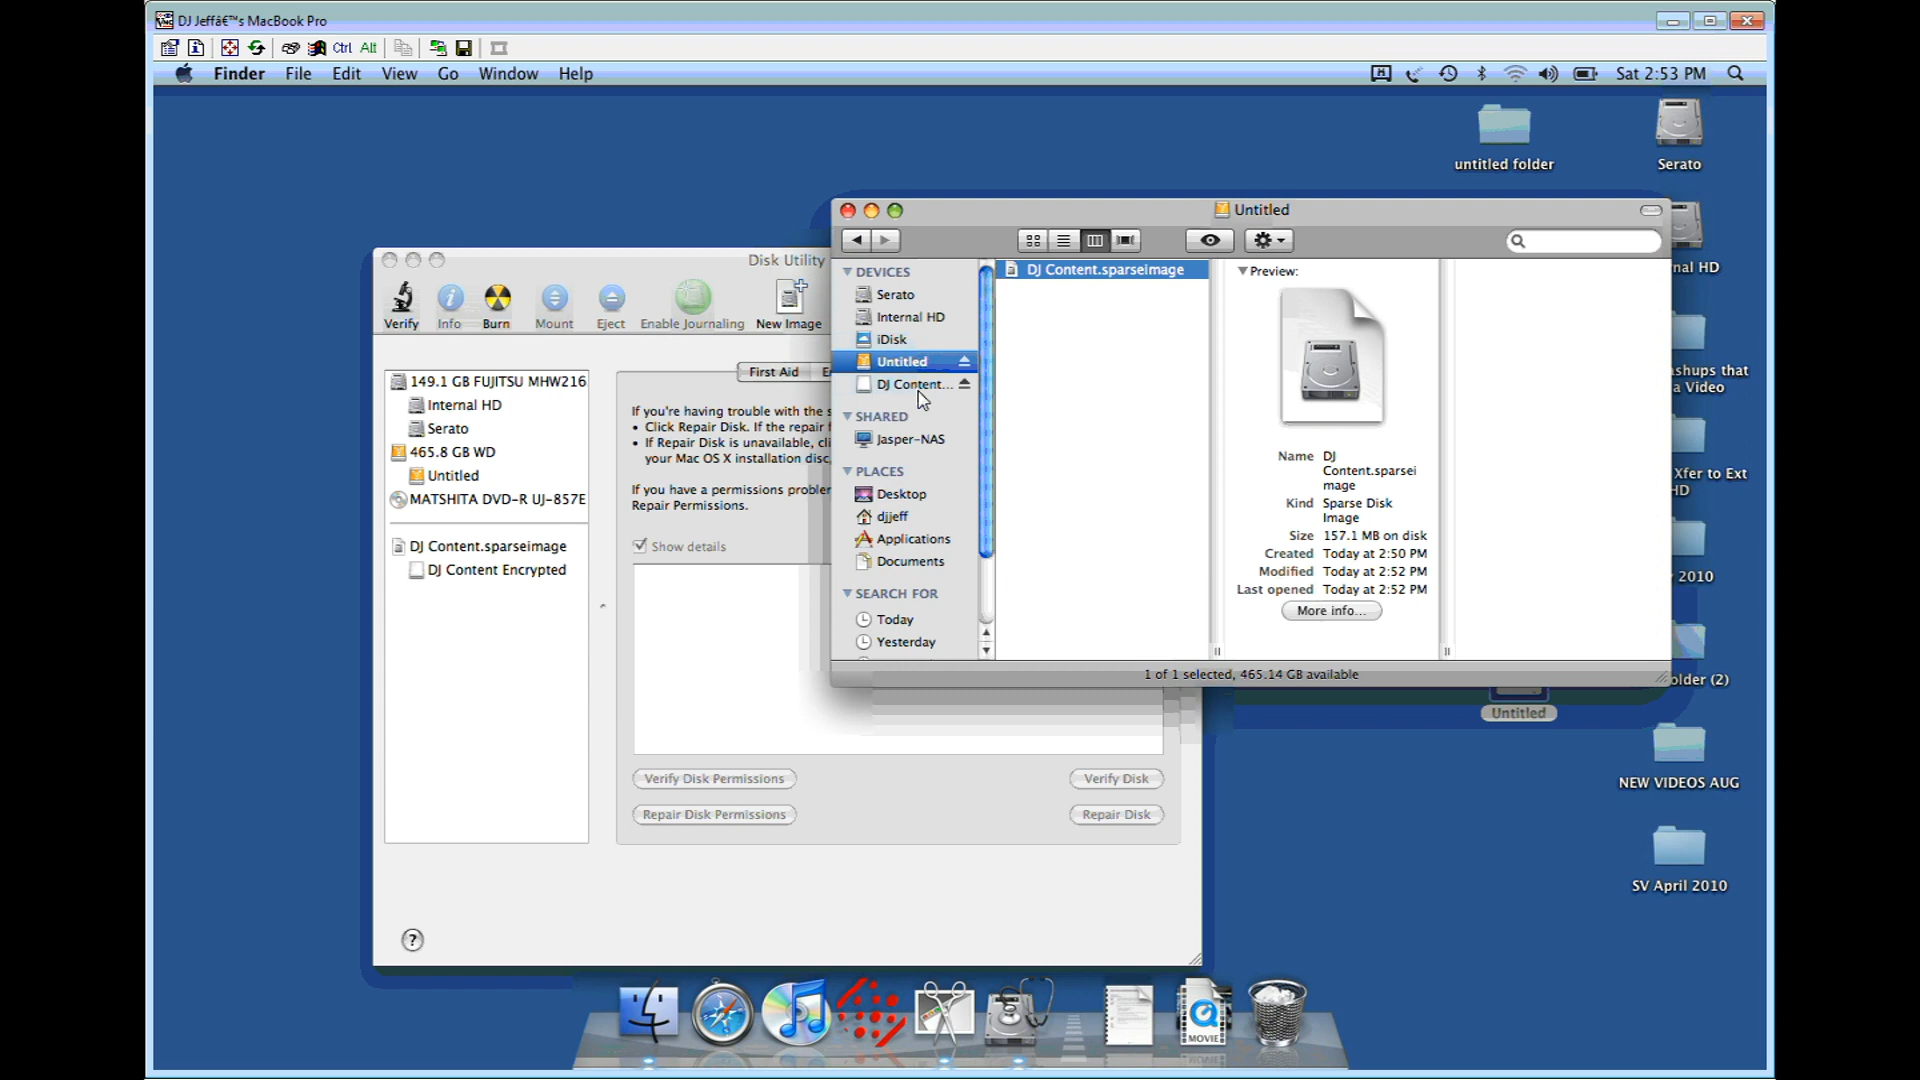 DJ Jeffâ€™s MacBook Pro
Ctrl Alt
Finder File Edit View Go Window Help
Sat 2:53 PM
untitled folder
Serato
Untitled
nal HD
Disk Utility
Verify Info Burn Mount Eject Enable Journaling New Image
DEVICES
Serato
Internal HD
iDisk
Untitled
DJ Content...
SHARED
Jasper-NAS
PLACES
Desktop
djjeff
Applications
Documents
SEARCH FOR
Today
Yesterday
DJ Content.sparseimage
Preview:
Name DJ
Content.sparsei
mage
Kind Sparse Disk
Image
Size 157.1 MB on disk
Created Today at 2:50 PM
Modified Today at 2:52 PM
Last opened Today at 2:52 PM
More info...
1 of 1 selected, 465.14 GB available
149.1 GB FUJITSU MHW216
Internal HD
Serato
465.8 GB WD
Untitled
MATSHITA DVD-R UJ-857E
DJ Content.sparseimage
DJ Content Encrypted
First Aid E
If you're having trouble with the s
• Click Repair Disk. If the repair f
• If Repair Disk is unavailable, cli
your Mac OS X installation disc,
If you have a permissions problem
Repair Permissions.
Show details
Verify Disk Permissions
Verify Disk
Repair Disk Permissions
Repair Disk
?
shups that
a Video
Xfer to Ext
HD
2010
older (2)
Untitled
NEW VIDEOS AUG
SV April 2010
MOVIE